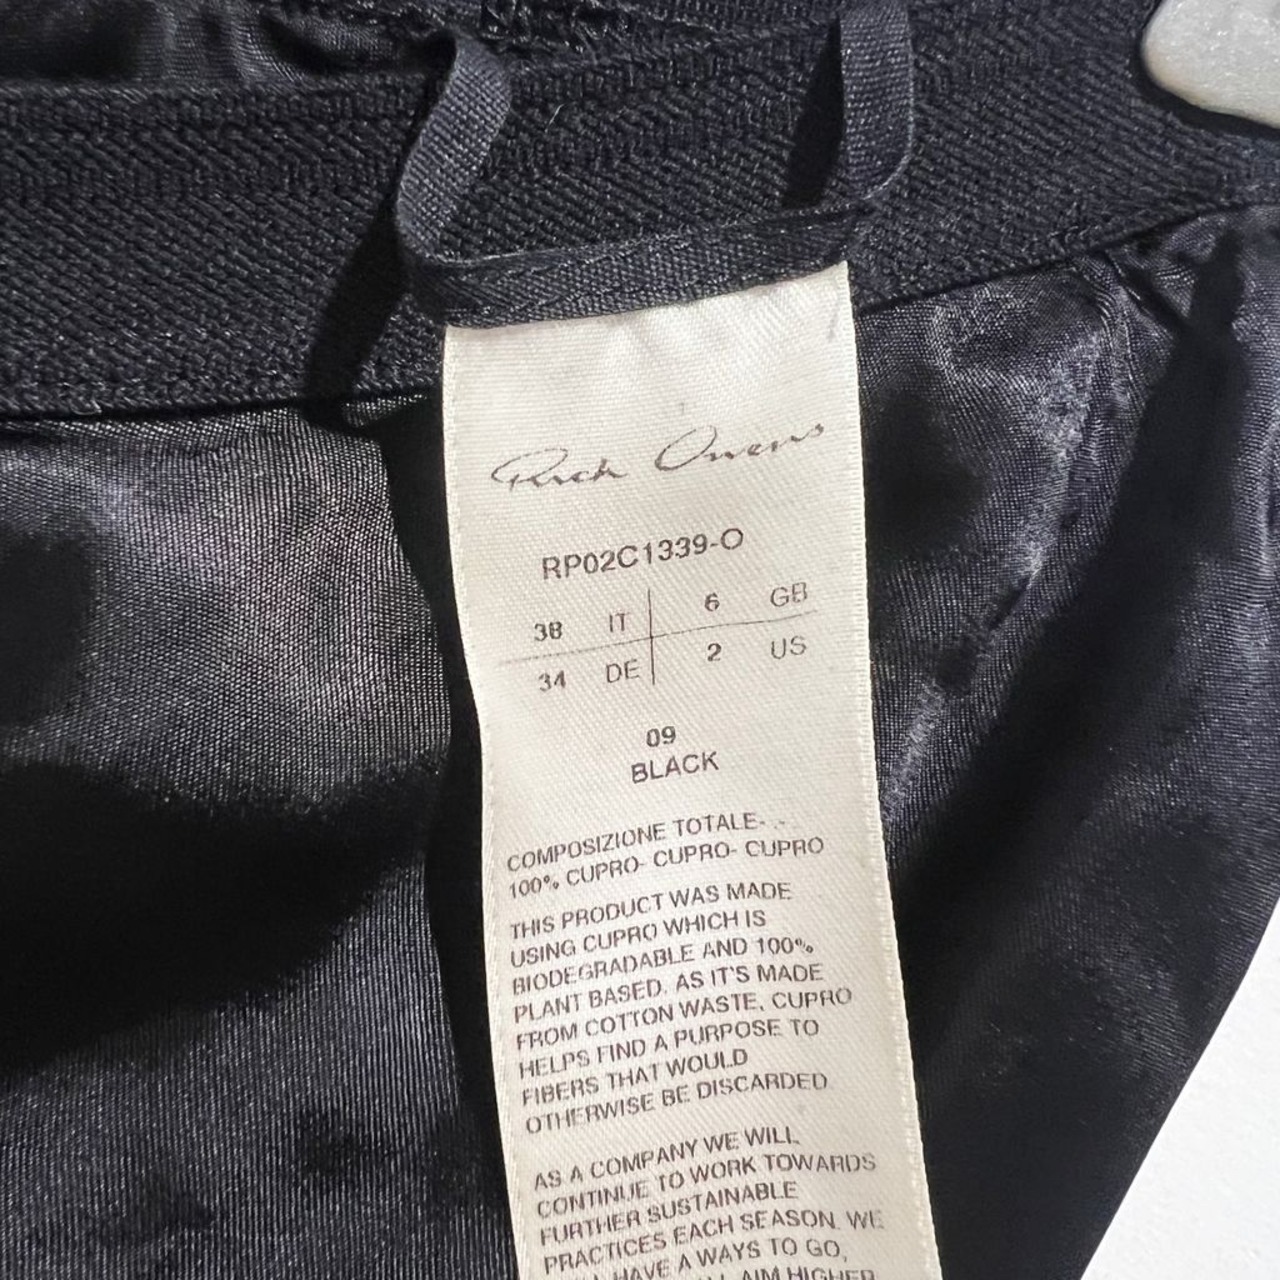 Rick Owens
RP02C1339-O
38 IT 6 GB
34 DE 2 US
09
BLACK
COMPOSIZIONE TOTALE-
100% CUPRO- CUPRO- CUPRO
THIS PRODUCT WAS MADE
USING CUPRO WHICH IS
BIODEGRADABLE AND 100%
PLANT BASED. AS IT'S MADE
FROM COTTON WASTE, CUPRO
HELPS FIND A PURPOSE TO
FIBERS THAT WOULD
OTHERWISE BE DISCARDED
AS A COMPANY WE WILL
CONTINUE TO WORK TOWARDS
FURTHER SUSTAINABLE
PRACTICES EACH SEASON. WE
HAVE A WAYS TO GO,
AIM HIGHER